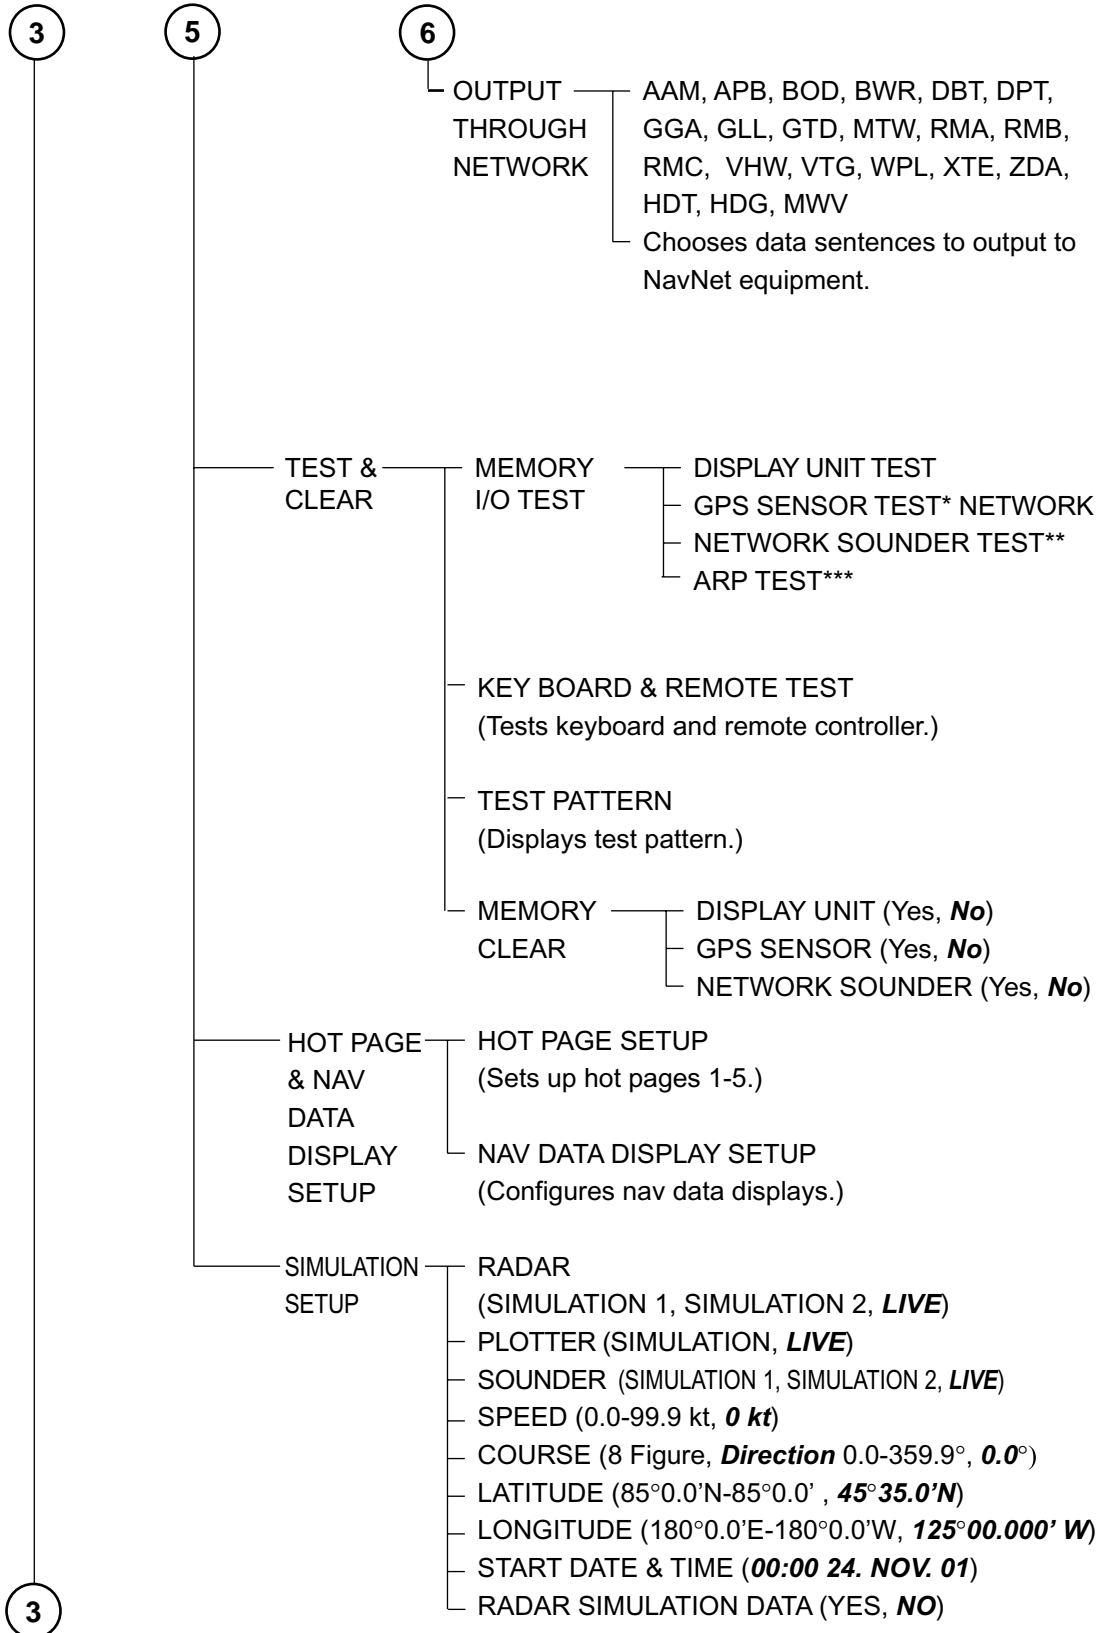 3 5 6
OUTPUT THROUGH NETWORK
AAM, APB, BOD, BWR, DBT, DPT,
GGA, GLL, GTD, MTW, RMA, RMB,
RMC, VHW, VTG, WPL, XTE, ZDA,
HDT, HDG, MWV
Chooses data sentences to output to
NavNet equipment.
TEST &
CLEAR
MEMORY
I/O TEST
DISPLAY UNIT TEST
GPS SENSOR TEST* NETWORK
NETWORK SOUNDER TEST**
ARP TEST***
KEY BOARD & REMOTE TEST
(Tests keyboard and remote controller.)
TEST PATTERN
(Displays test pattern.)
MEMORY
CLEAR
DISPLAY UNIT (Yes, No)
GPS SENSOR (Yes, No)
NETWORK SOUNDER (Yes, No)
HOT PAGE
& NAV
DATA
DISPLAY
SETUP
HOT PAGE SETUP
(Sets up hot pages 1-5.)
NAV DATA DISPLAY SETUP
(Configures nav data displays.)
SIMULATION
SETUP
RADAR
(SIMULATION 1, SIMULATION 2, LIVE)
PLOTTER (SIMULATION, LIVE)
SOUNDER (SIMULATION 1, SIMULATION 2, LIVE)
SPEED (0.0-99.9 kt, 0 kt)
COURSE (8 Figure, Direction 0.0-359.9°, 0.0°)
LATITUDE (85°0.0’N-85°0.0’ , 45°35.0’N)
LONGITUDE (180°0.0’E-180°0.0’W, 125°00.000’ W)
START DATE & TIME (00:00 24. NOV. 01)
RADAR SIMULATION DATA (YES, NO)
3